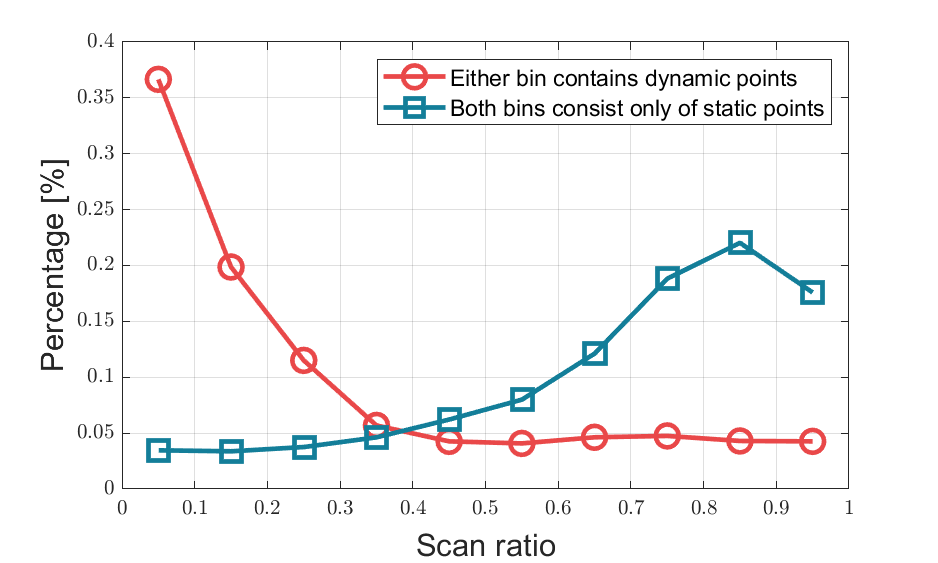 Either bin contains dynamic points
Both bins consist only of static points
Percentage [%]
0.4
0.35
0.3
0.25
0.2
0.15
0.1
0.05
0
0 0.1 0.2 0.3 0.4 0.5 0.6 0.7 0.8 0.9 1
Scan ratio